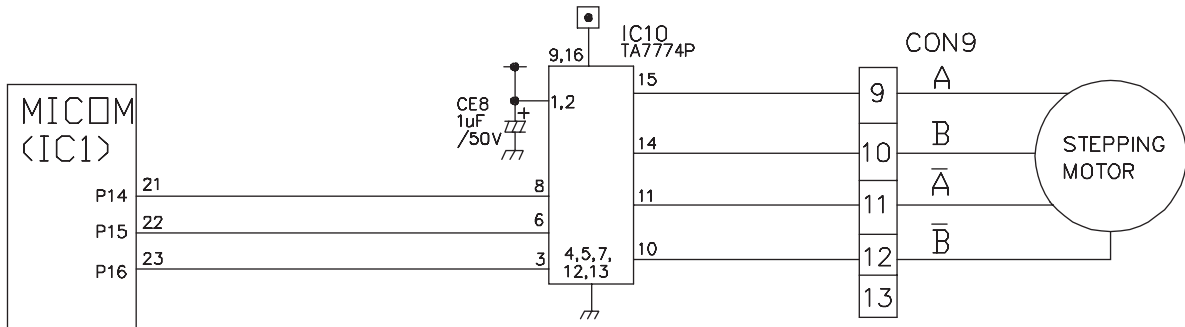 IC10
TA7774P
9,16
CON9
CE8
1uF
/50V
+
1,2
15
9
A
MICOM
(IC1)
14
10
B
STEPPING
MOTOR
P14
21
8
11
11
A̅
P15
22
6
P16
23
3
4,5,7,
12,13
10
12
B̅
13